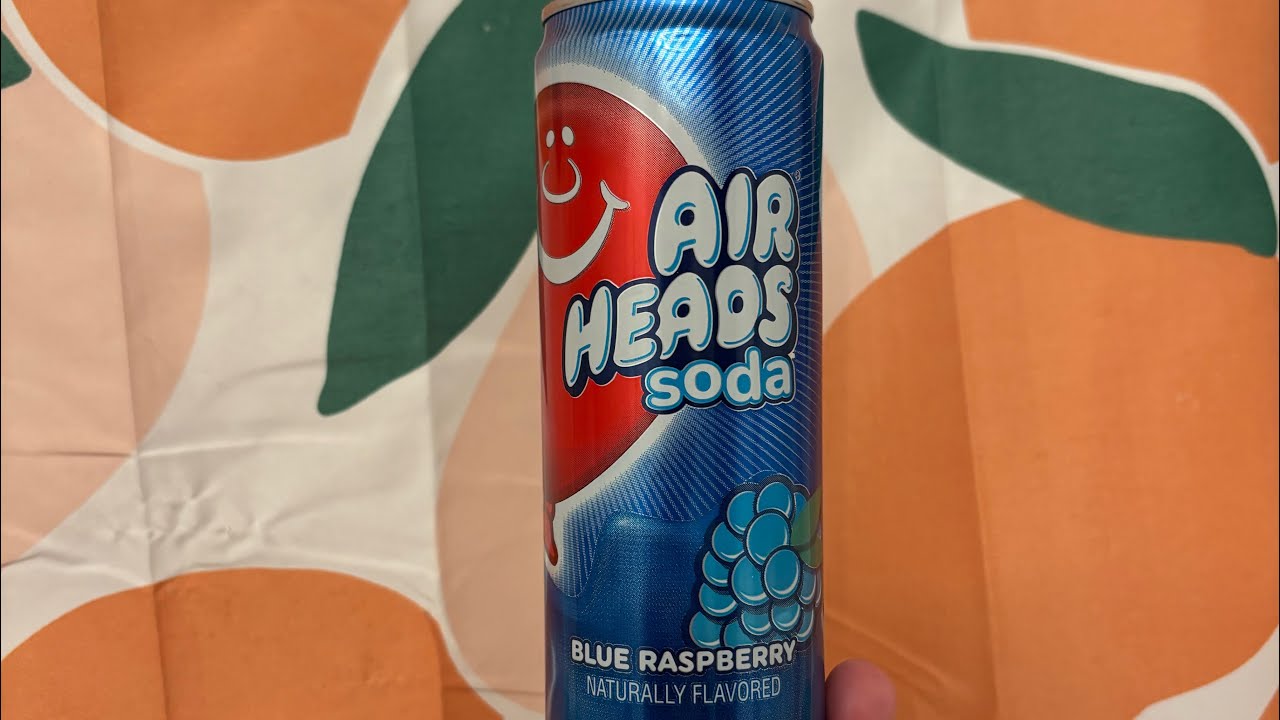 AIR
HEADS
soda
BLUE RASPBERRY
NATURALLY FLAVORED